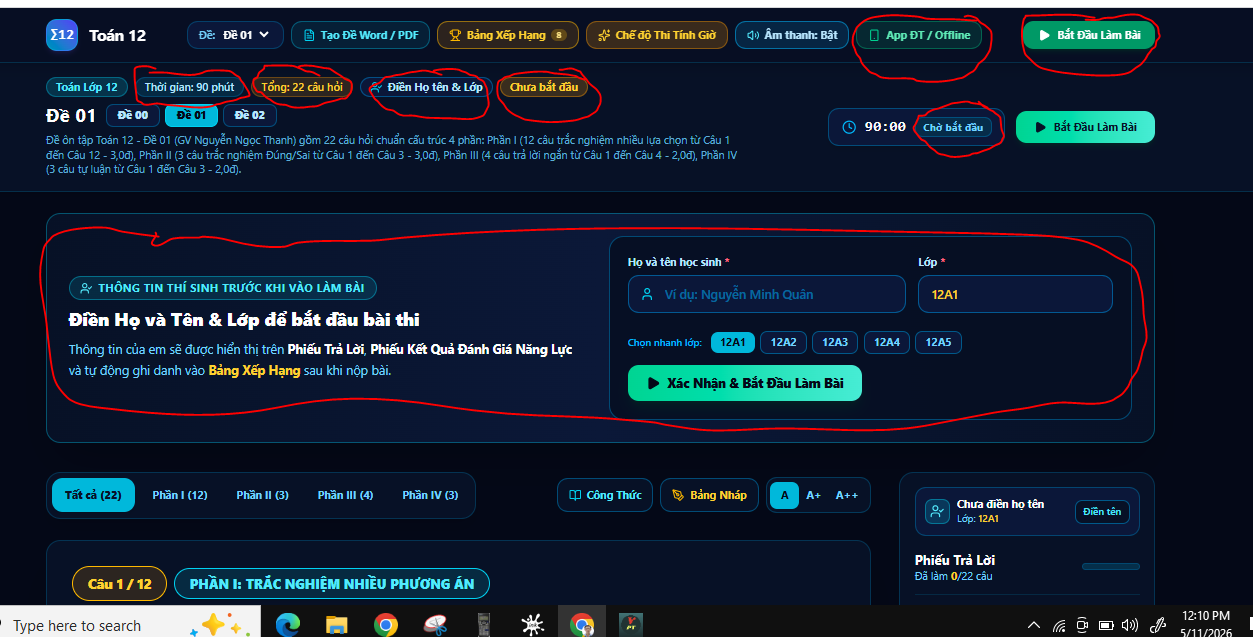 Σ12 Toán 12 Đề: Đề 01 Tạo Đề Word / PDF Bảng Xếp Hạng 8 Chế độ Thi Tính Giờ Âm thanh: Bật App ĐT / Offline Bắt Đầu Làm Bài
Toán Lớp 12 Thời gian: 90 phút Tổng: 22 câu hỏi Điền Họ tên & Lớp Chưa bắt đầu
Đề 01 Đề 00 Đề 01 Đề 02
90:00 Chờ bắt đầu Bắt Đầu Làm Bài
Đề ôn tập Toán 12 - Đề 01 (GV Nguyễn Ngọc Thanh) gồm 22 câu hỏi chuẩn cấu trúc 4 phần: Phần I (12 câu trắc nghiệm nhiều lựa chọn từ Câu 1
đến Câu 12 - 3,0đ), Phần II (3 câu trắc nghiệm Đúng/Sai từ Câu 1 đến Câu 3 - 3,0đ), Phần III (4 câu trả lời ngắn từ Câu 1 đến Câu 4 - 2,0đ), Phần IV
(3 câu tự luận từ Câu 1 đến Câu 3 - 2,0đ).
THÔNG TIN THÍ SINH TRƯỚC KHI VÀO LÀM BÀI
Điền Họ và Tên & Lớp để bắt đầu bài thi
Thông tin của em sẽ được hiển thị trên Phiếu Trả Lời, Phiếu Kết Quả Đánh Giá Năng Lực
và tự động ghi danh vào Bảng Xếp Hạng sau khi nộp bài.
Họ và tên học sinh * Lớp *
Ví dụ: Nguyễn Minh Quân 12A1
Chọn nhanh lớp: 12A1 12A2 12A3 12A4 12A5
Xác Nhận & Bắt Đầu Làm Bài
Tất cả (22) Phần I (12) Phần II (3) Phần III (4) Phần IV (3) Công Thức Bảng Nháp A A+ A++
Chưa điền họ tên
Lớp: 12A1
Điền tên
Phiếu Trả Lời
Đã làm 0/22 câu
Câu 1 / 12 PHẦN I: TRẮC NGHIỆM NHIỀU PHƯƠNG ÁN
Type here to search
12:10 PM
5/11/2026